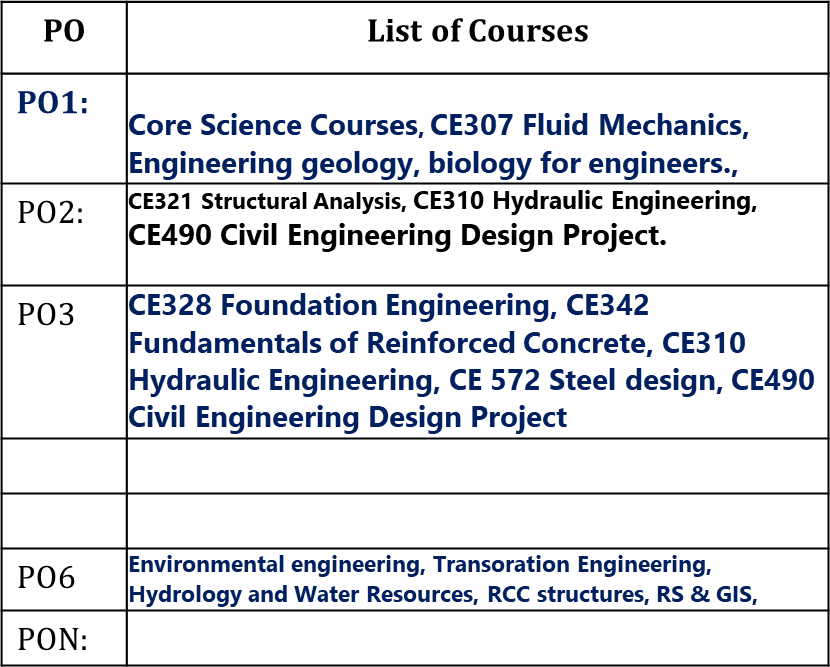 PO List of Courses
PO1:
Core Science Courses, CE307 Fluid Mechanics,
Engineering geology, biology for engineers.,
PO2: CE321 Structural Analysis, CE310 Hydraulic Engineering,
CE490 Civil Engineering Design Project.
PO3 CE328 Foundation Engineering, CE342
Fundamentals of Reinforced Concrete, CE310
Hydraulic Engineering, CE 572 Steel design, CE490
Civil Engineering Design Project
PO6 Environmental engineering, Transoration Engineering,
Hydrology and Water Resources, RCC structures, RS & GIS,
PON: